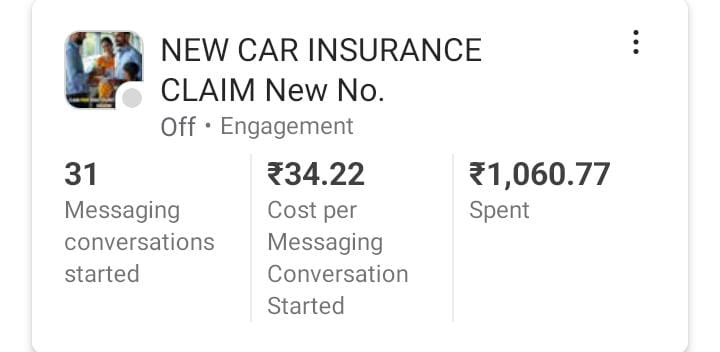 NEW CAR INSURANCE
CLAIM New No.
Off • Engagement
31
Messaging
conversations
started
₹34.22
Cost per
Messaging
Conversation
Started
₹1,060.77
Spent